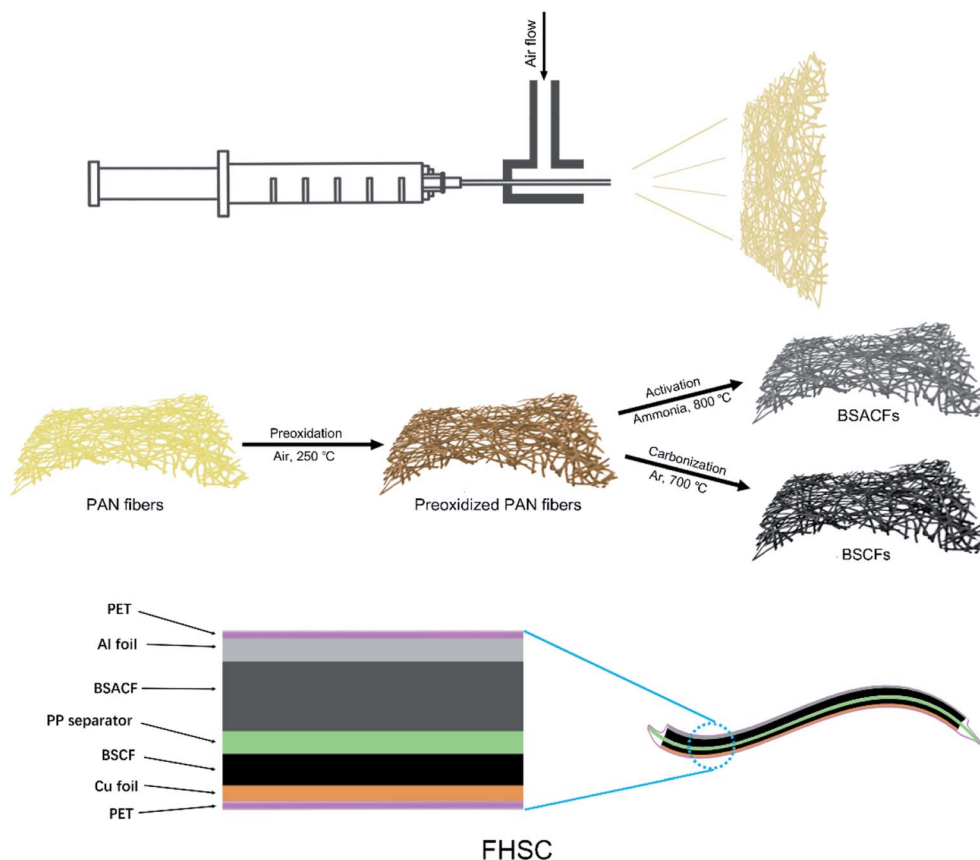 Air flow
Activation
Ammonia, 800 °C
BSACFs
Preoxidation
Air, 250 °C
Carbonization
Ar, 700 °C
PAN fibers
Preoxidized PAN fibers
BSCFs
PET
Al foil
BSACF
PP separator
BSCF
Cu foil
PET
FHSC